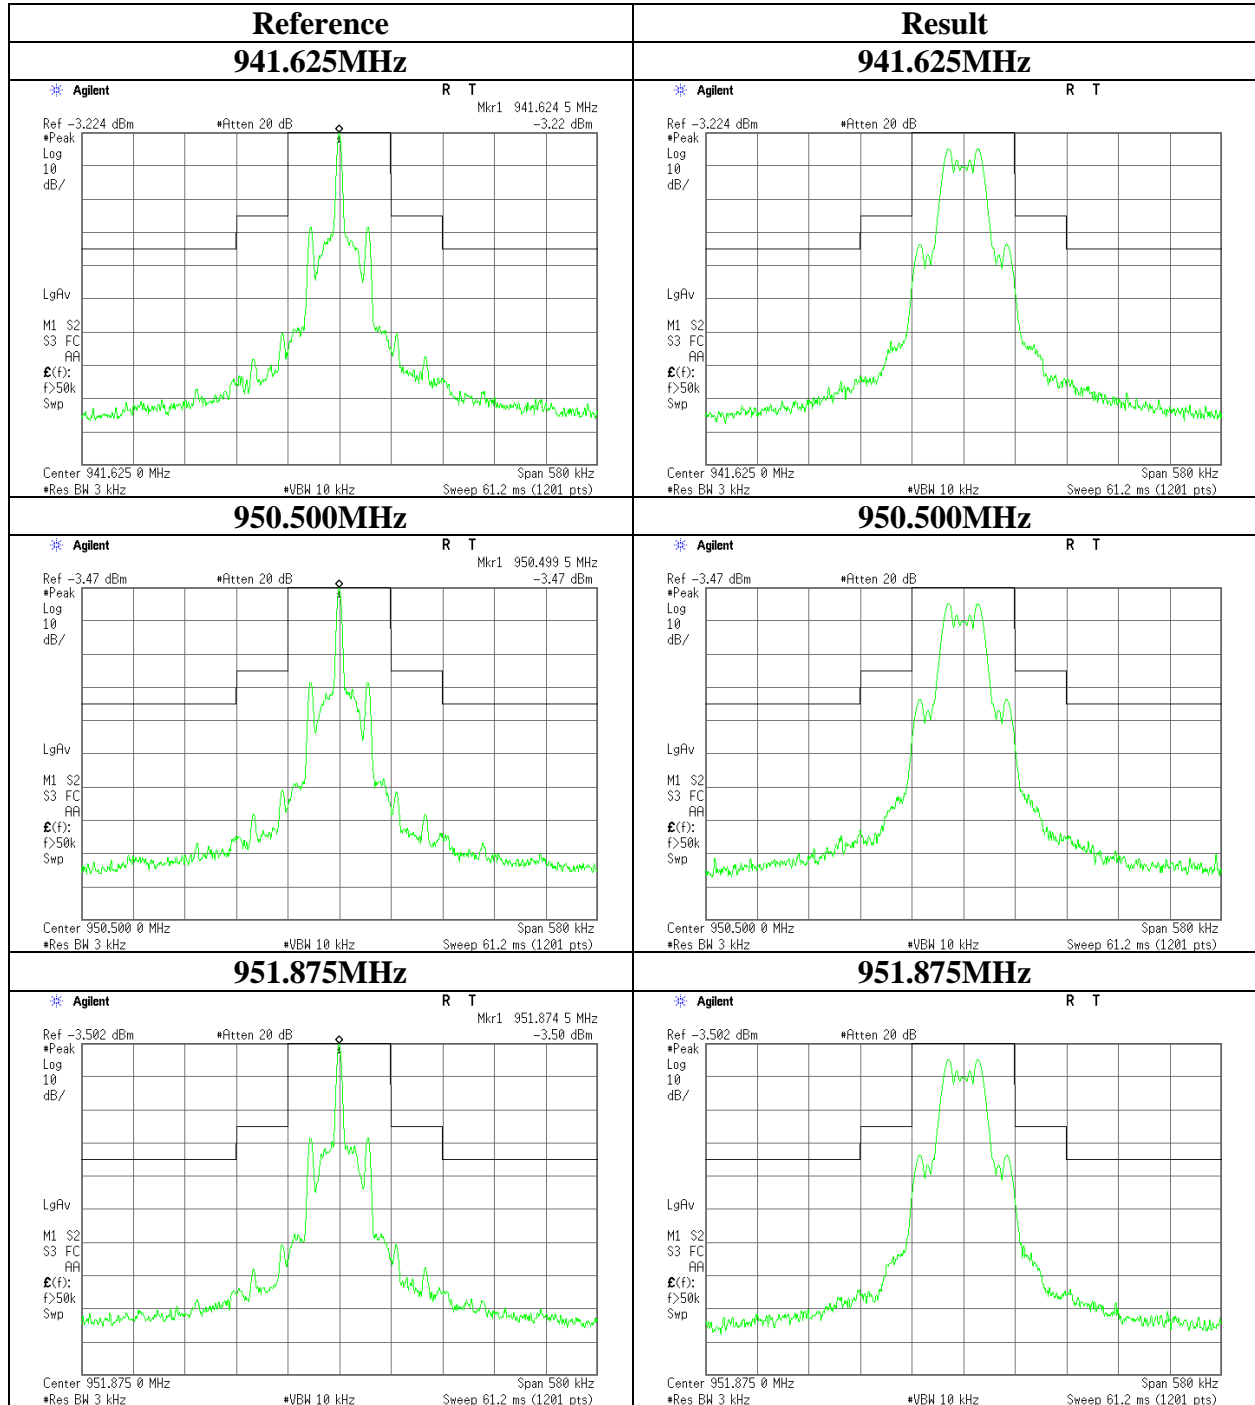 Reference
Result
941.625MHz
941.625MHz
Agilent
R T
Mkr1 941.624 5 MHz
Ref -3.224 dBm
#Atten 20 dB
-3.22 dBm
#Peak
Log
10
dB/
1
LgAv
M1 S2
S3 FC
AA
£(f):
f>50k
Swp
Center 941.625 0 MHz
Span 580 kHz
#Res BW 3 kHz
#VBW 10 kHz
Sweep 61.2 ms (1201 pts)
Agilent
R T
Ref -3.224 dBm
#Atten 20 dB
#Peak
Log
10
dB/
LgAv
M1 S2
S3 FC
AA
£(f):
f>50k
Swp
Center 941.625 0 MHz
Span 580 kHz
#Res BW 3 kHz
#VBW 10 kHz
Sweep 61.2 ms (1201 pts)
950.500MHz
950.500MHz
Agilent
R T
Mkr1 950.499 5 MHz
Ref -3.47 dBm
#Atten 20 dB
-3.47 dBm
#Peak
Log
10
dB/
1
LgAv
M1 S2
S3 FC
AA
£(f):
f>50k
Swp
Center 950.500 0 MHz
Span 580 kHz
#Res BW 3 kHz
#VBW 10 kHz
Sweep 61.2 ms (1201 pts)
Agilent
R T
Ref -3.47 dBm
#Atten 20 dB
#Peak
Log
10
dB/
LgAv
M1 S2
S3 FC
AA
£(f):
f>50k
Swp
Center 950.500 0 MHz
Span 580 kHz
#Res BW 3 kHz
#VBW 10 kHz
Sweep 61.2 ms (1201 pts)
951.875MHz
951.875MHz
Agilent
R T
Mkr1 951.874 5 MHz
Ref -3.502 dBm
#Atten 20 dB
-3.50 dBm
#Peak
Log
10
dB/
1
LgAv
M1 S2
S3 FC
AA
£(f):
f>50k
Swp
Center 951.875 0 MHz
Span 580 kHz
#Res BW 3 kHz
#VBW 10 kHz
Sweep 61.2 ms (1201 pts)
Agilent
R T
Ref -3.502 dBm
#Atten 20 dB
#Peak
Log
10
dB/
LgAv
M1 S2
S3 FC
AA
£(f):
f>50k
Swp
Center 951.875 0 MHz
Span 580 kHz
#Res BW 3 kHz
#VBW 10 kHz
Sweep 61.2 ms (1201 pts)